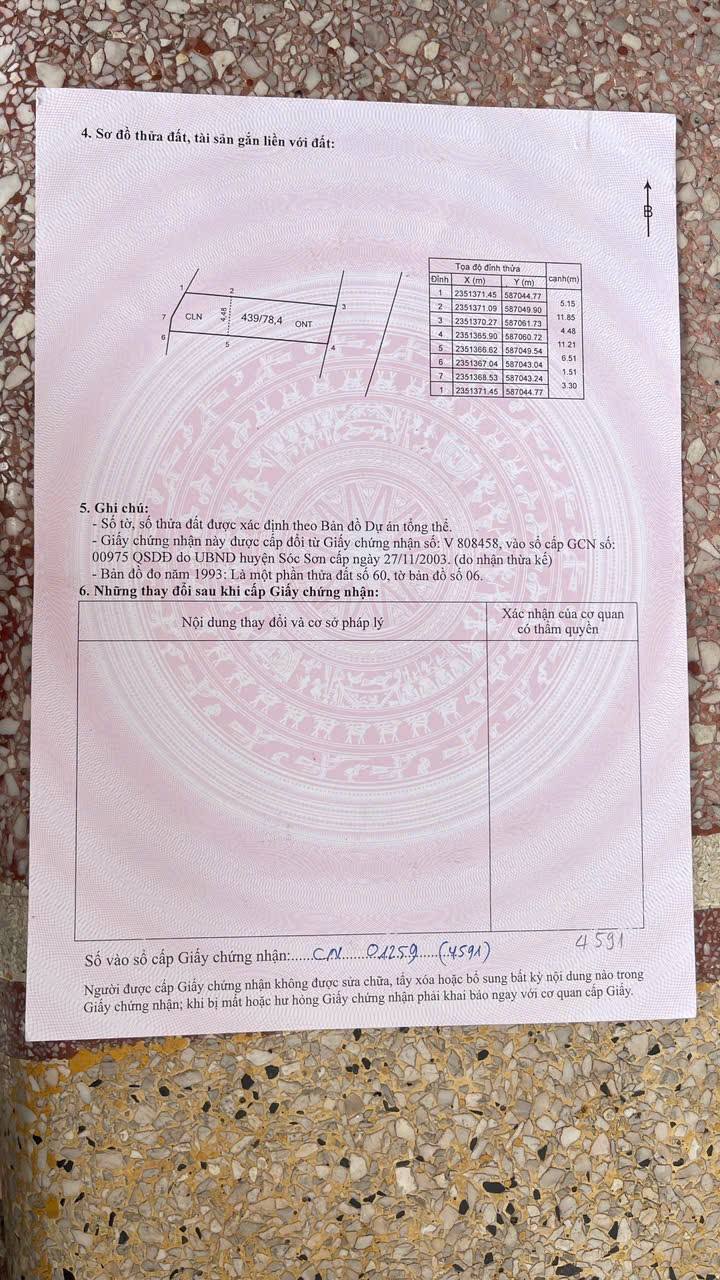 4. Sơ đồ thửa đất, tài sản gắn liền với đất:
B
1
2
3
7
CLN
4,48
439/78,4
ONT
6
5
4
Tọa độ đỉnh thửa
Đỉnh X (m) Y (m) cạnh(m)
1 2351371.45 587044.77
5.15
2 2351371.09 587049.90
11.85
3 2351370.27 587061.73
4.48
4 2351365.90 587060.72
11.21
5 2351366.62 587049.54
6.51
6 2351367.04 587043.04
1.51
7 2351368.53 587043.24
3.30
1 2351371.45 587044.77
5. Ghi chú:
- Số tờ, số thửa đất được xác định theo Bản đồ Dự án tổng thể.
- Giấy chứng nhận này được cấp đổi từ Giấy chứng nhận số: V 808458, vào sổ cấp GCN số:
00975 QSDĐ do UBND huyện Sóc Sơn cấp ngày 27/11/2003. (do nhận thừa kế)
- Bản đồ đo năm 1993: Là một phần thửa đất số 60, tờ bản đồ số 06.
6. Những thay đổi sau khi cấp Giấy chứng nhận:
Nội dung thay đổi và cơ sở pháp lý
Xác nhận của cơ quan
có thẩm quyền
4591
Số vào sổ cấp Giấy chứng nhận:.....CN.....01259.....(4591)
Người được cấp Giấy chứng nhận không được sửa chữa, tẩy xóa hoặc bổ sung bất kỳ nội dung nào trong
Giấy chứng nhận; khi bị mất hoặc hư hỏng Giấy chứng nhận phải khai báo ngay với cơ quan cấp Giấy.